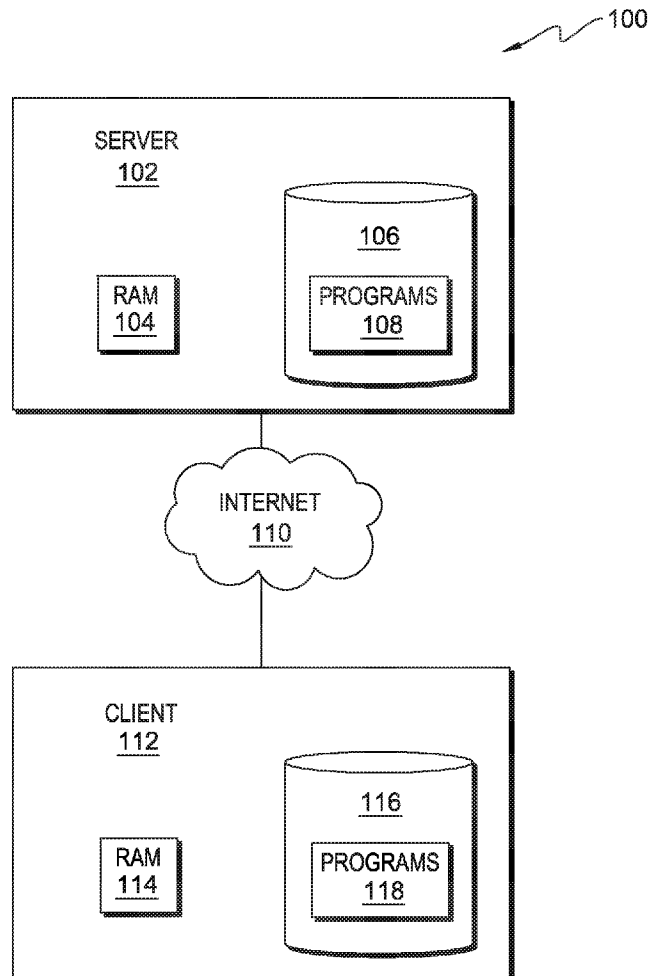 100
SERVER
102
106
RAM
104
PROGRAMS
108
INTERNET
110
CLIENT
112
116
RAM
114
PROGRAMS
118